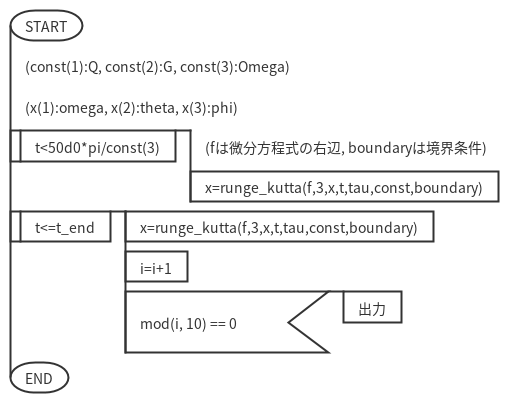 START
(const(1):Q, const(2):G, const(3):Omega)
(x(1):omega, x(2):theta, x(3):phi)
t<50d0*pi/const(3)
(fは微分方程式の右辺, boundaryは境界条件)
x=runge_kutta(f,3,x,t,tau,const,boundary)
t<=t_end
x=runge_kutta(f,3,x,t,tau,const,boundary)
i=i+1
mod(i, 10) == 0
出力
END